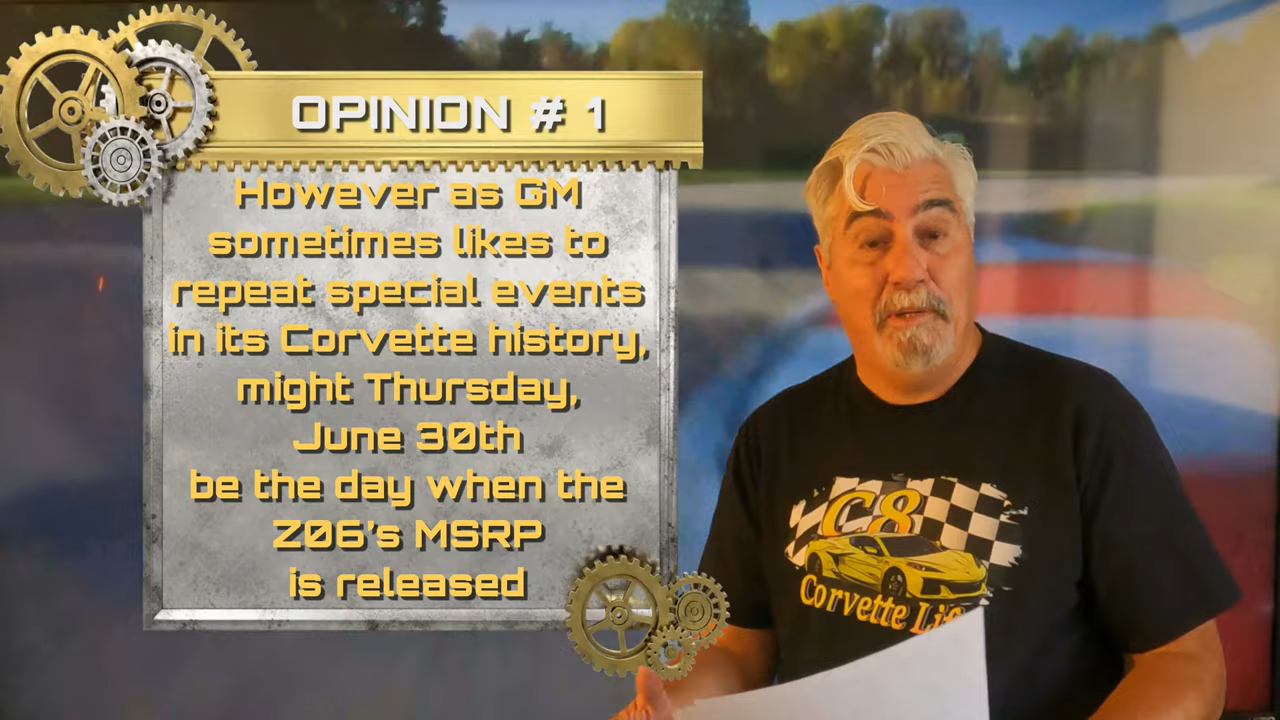 OPINION # 1
However as GM
sometimes likes to
repeat special events
in its Corvette history,
might Thursday,
June 30th
be the day when the
Z06's MSRP
is released
C8
Corvette